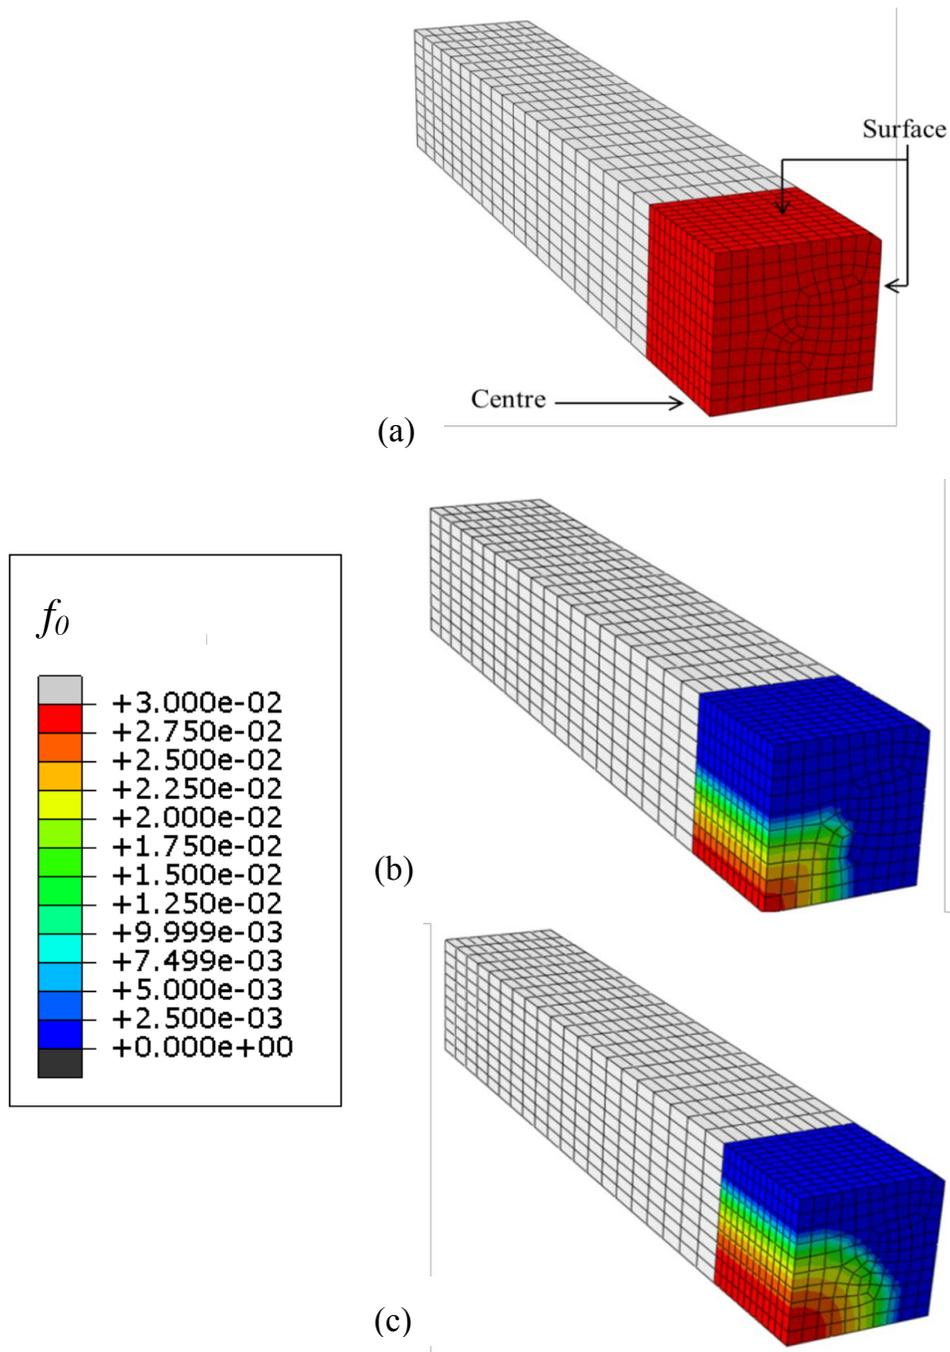 Surface
Centre
(a)
f0
+3.000e-02
+2.750e-02
+2.500e-02
+2.250e-02
+2.000e-02
+1.750e-02
+1.500e-02
+1.250e-02
+9.999e-03
+7.499e-03
+5.000e-03
+2.500e-03
+0.000e+00
(b)
(c)